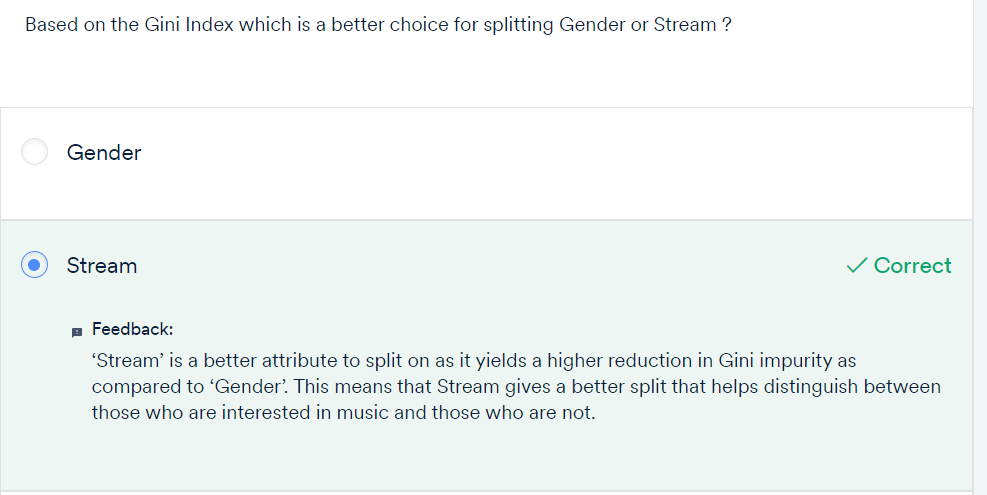 Based on the Gini Index which is a better choice for splitting Gender or Stream ?
Gender
Stream
Correct
Feedback:
‘Stream’ is a better attribute to split on as it yields a higher reduction in Gini impurity as
compared to ‘Gender’. This means that Stream gives a better split that helps distinguish between
those who are interested in music and those who are not.